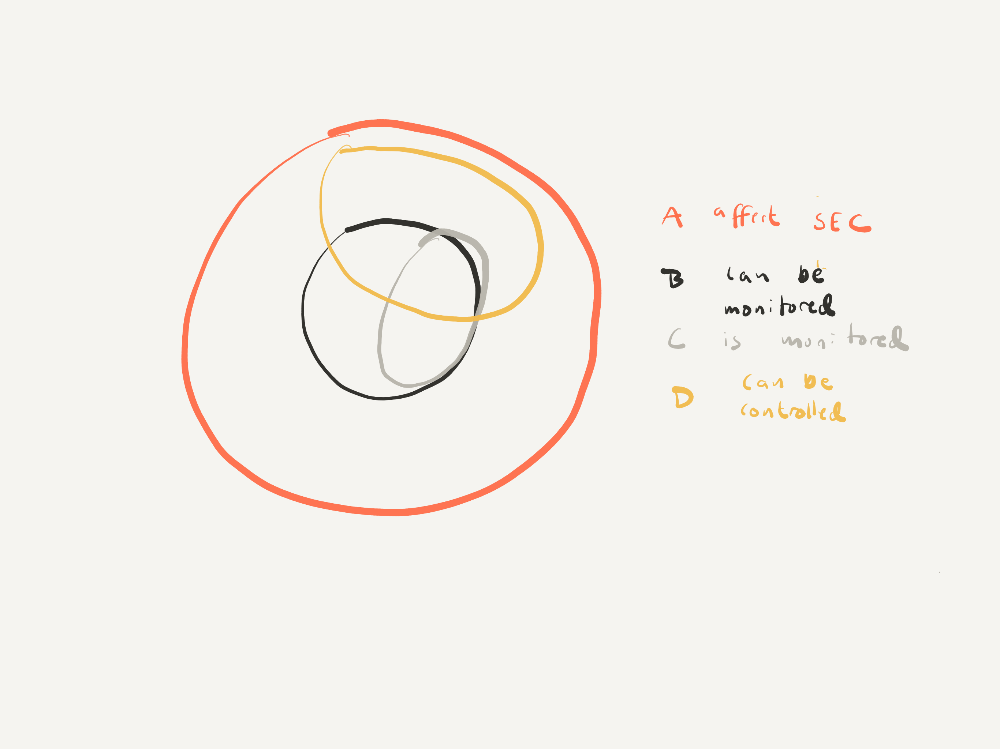 A affect SEC
B can be
monitored
C is monitored
D can be
controlled